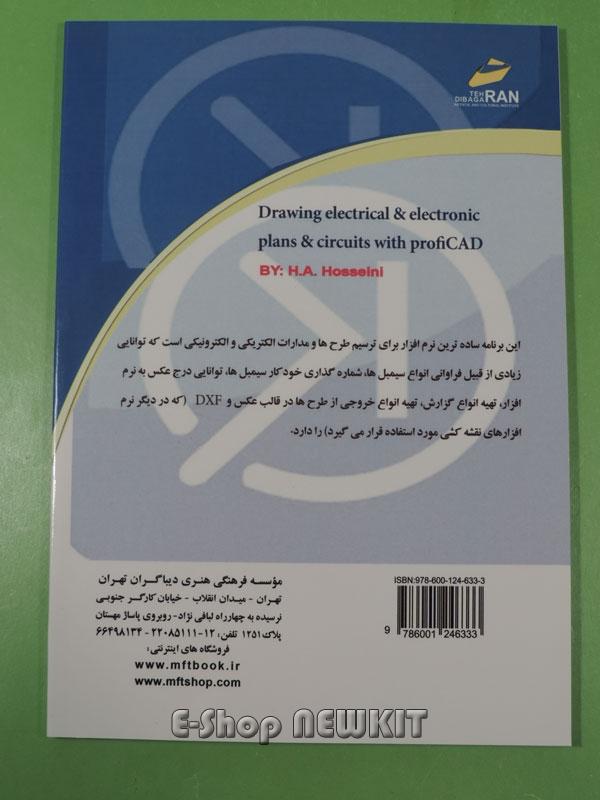 TEH
DIBAGARAN
ARTISTIC AND CULTURAL INSTITUTE
Drawing electrical & electronic
plans & circuits with profiCAD
BY: H.A. Hosseini
این برنامه ساده ترین نرم افزار برای ترسیم طرح ها و مدارات الکتریکی و الکترونیکی است که توانایی
زیادی از قبیل فراوانی انواع سیمبل ها، شماره گذاری خودکار سیمبل ها، توانایی درج عکس به نرم
افزار، تهیه انواع گزارش، تهیه انواع خروجی از طرح ها در قالب عکس و DXF (که در دیگر نرم
افزارهای نقشه کشی مورد استفاده قرار می گیرد) را دارد.
مؤسسه فرهنگی هنری دیباگران تهران
تهران - میدان انقلاب - خیابان کارگر جنوبی
نرسیده به چهارراه لبافی نژاد- روبروی پاساژ مهستان
پلاک ۱۲۵۱ تلفن: ۱۲-۲۲۰۸۵۱۱۱ - ۶۶۴۹۸۱۳۴
فروشگاه های اینترنتی:
www.mftbook.ir
www.mftshop.com
ISBN:978-600-124-633-3
9 786001 246333
E-Shop NEWKIT